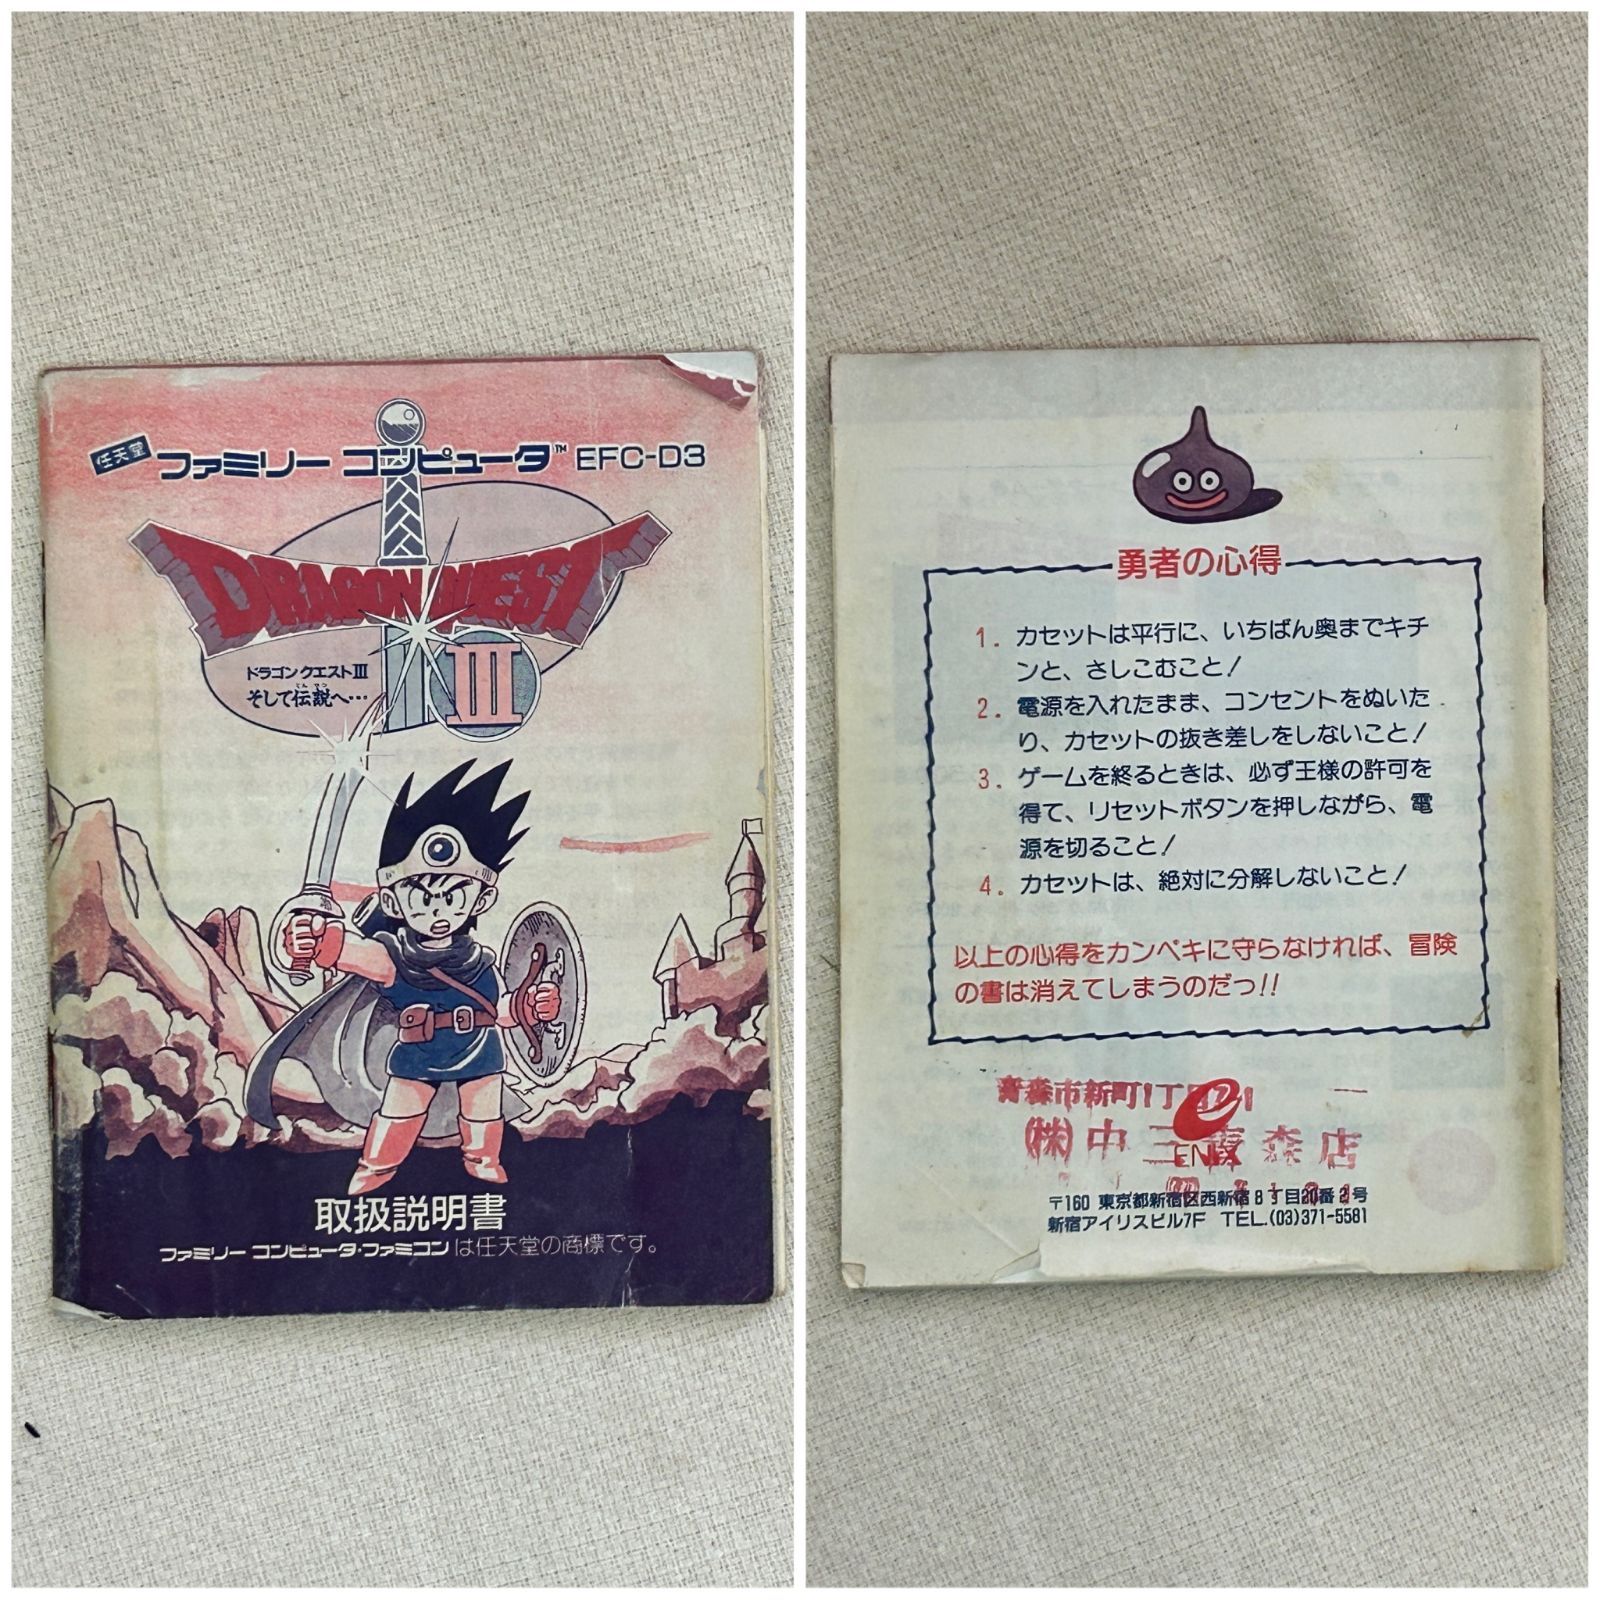 任天堂 ファミリー コンピュータ™ EFC-D3
DRAGON QUEST
III
ドラゴンクエストIII
そして伝説へ…
取扱説明書
ファミリー コンピュータ・ファミコンは任天堂の商標です。
勇者の心得
1. カセットは平行に、いちばん奥までキチ
ンと、さしこむこと!
2. 電源を入れたまま、コンセントをぬいた
り、カセットの抜き差しをしないこと!
3. ゲームを終るときは、必ず王様の許可を
得て、リセットボタンを押しながら、電
源を切ること!
4. カセットは、絶対に分解しないこと!
以上の心得をカンペキに守らなければ、冒険
の書は消えてしまうのだっ!!
青森市新町1丁目
(株)中三青森店
〒160 東京都新宿区西新宿8丁目20番2号
新宿アイリスビル7F TEL.(03)371-5581